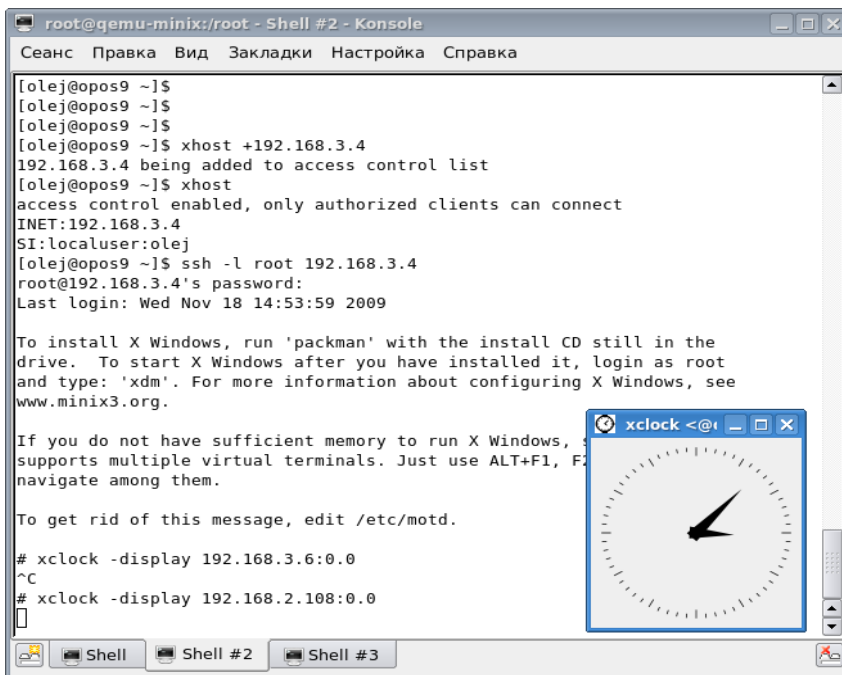 root@qemu-minix:/root - Shell #2 - Konsole
Сеанс Правка Вид Закладки Настройка Справка
[olej@opos9 ~]$
[olej@opos9 ~]$
[olej@opos9 ~]$
[olej@opos9 ~]$ xhost +192.168.3.4
192.168.3.4 being added to access control list
[olej@opos9 ~]$ xhost
access control enabled, only authorized clients can connect
INET:192.168.3.4
SI:localuser:olej
[olej@opos9 ~]$ ssh -l root 192.168.3.4
root@192.168.3.4's password:
Last login: Wed Nov 18 14:53:59 2009
To install X Windows, run 'packman' with the install CD still in the
drive.  To start X Windows after you have installed it, login as root
and type: 'xdm'. For more information about configuring X Windows, see
www.minix3.org.
If you do not have sufficient memory to run X Windows,
supports multiple virtual terminals. Just use ALT+F1,
navigate among them.
To get rid of this message, edit /etc/motd.
# xclock -display 192.168.3.6:0.0
^C
# xclock -display 192.168.2.108:0.0
xclock <@
Shell Shell #2 Shell #3